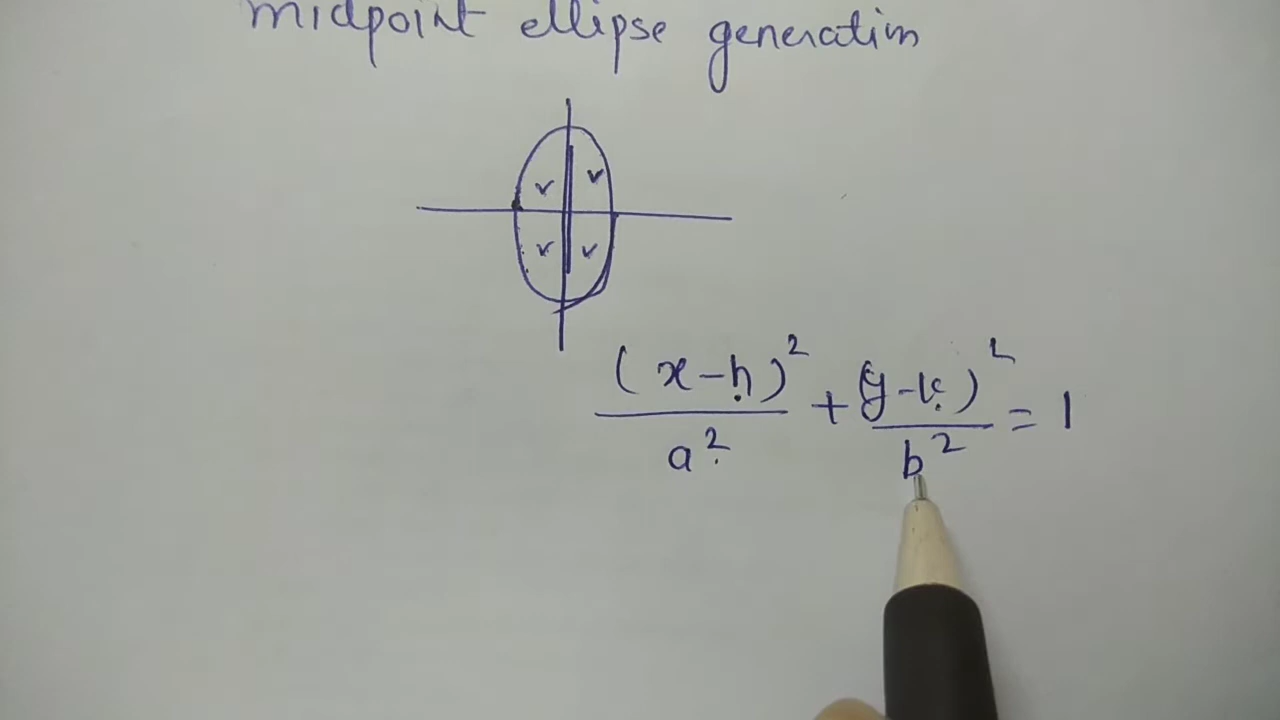 midpoint ellipse generation
v v
v v
(x-h)² / a² + (y-k)² / b² = 1